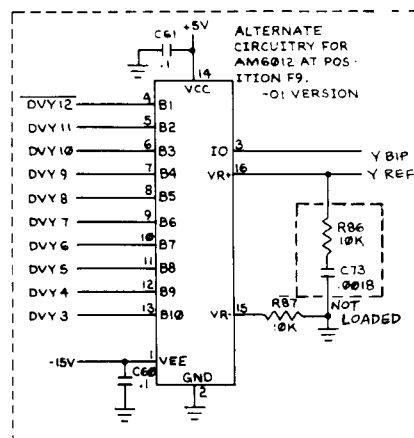 +5V
C61
.1
ALTERNATE
CIRCUITRY FOR
AM6012 AT POS-
ITION F9.
-01 VERSION
14
VCC
DVY12 4 B1
DVY11 5 B2
DVY10 6 B3 IO 3 Y BIP
DVY9 7 B4 VR+ 16 Y REF
DVY8 8 B5
DVY7 9 B6
DVY6 10 B7
DVY5 11 B8
DVY4 12 B9
DVY3 13 B10 VR- 15
R86
10K
C73
.0018
R87
10K
NOT
LOADED
-15V 1 VEE
C60
.1
GND
2